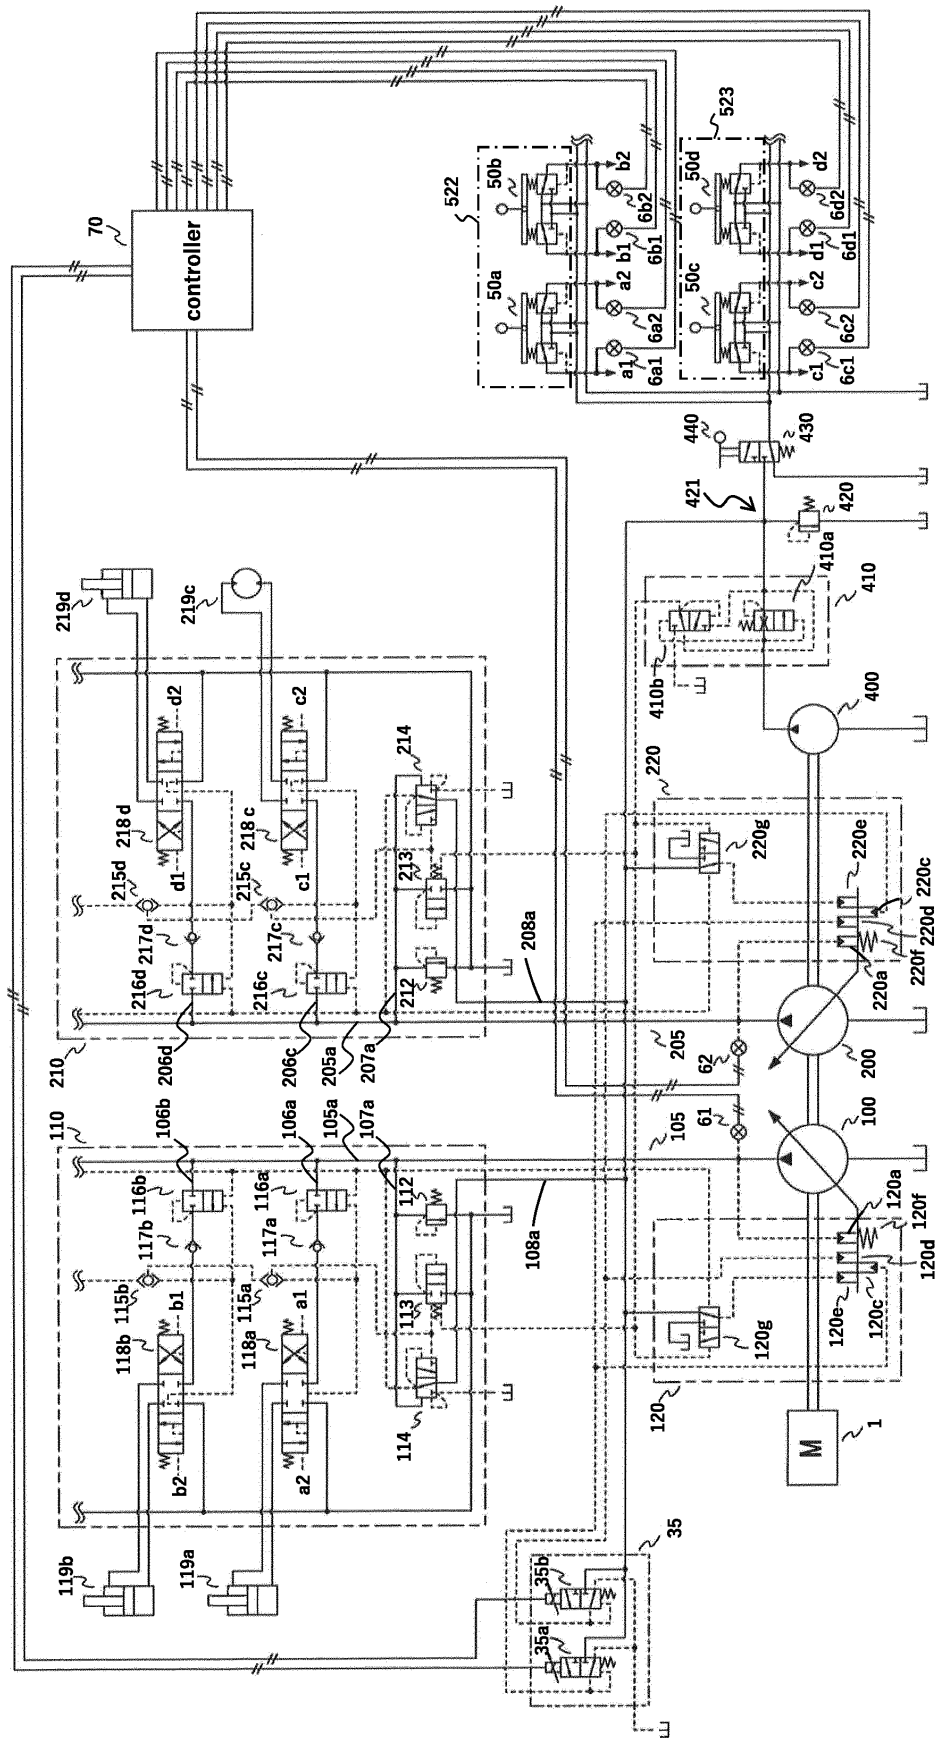 70
controller
523
522
50b
50d
b2
d2
6b2
6d2
b1
6b1
d1
6d1
50a
50c
a2
c2
6a2
6c2
a1
6a1
c1
6c1
440
430
421
420
410a
410
410b
400
219d
219c
d2
c2
214
218d
218c
220
220g
220e
220c
220d
220f
220a
215d
215c
213
d1
c1
217d
217c
216d
216c
212
208a
210
206d
206c
205a
207a
205
62
200
110
106b
106a
105a
107a
105
61
100
116b
116a
112
108a
117b
117a
120a
120f
120d
120c
120e
115b
115a
113
b1
a1
118b
118a
120g
120
114
b2
a2
M
1
119b
119a
35
35b
35a